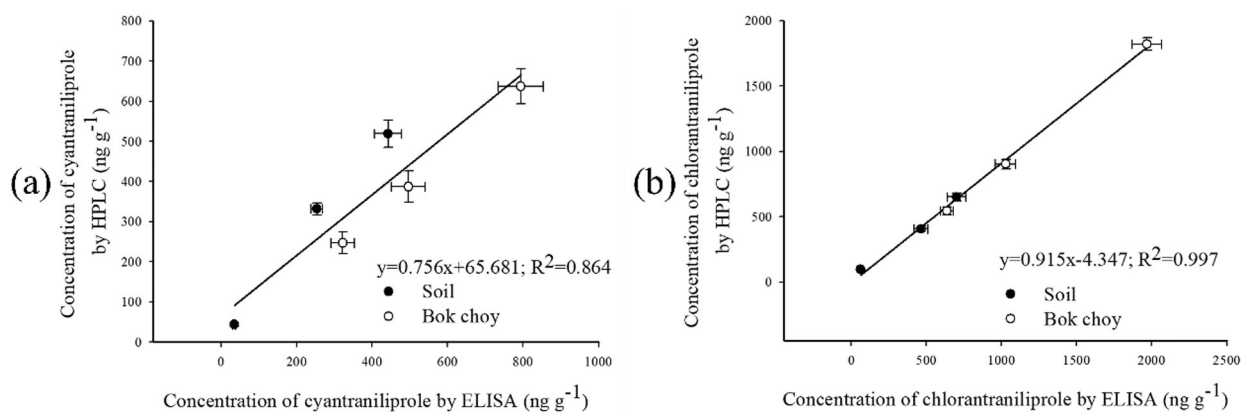 (a)
Concentration of cyantraniliprole
by HPLC (ng g⁻¹)
800
700
600
500
400
300
200
100
0
y=0.756x+65.681; R²=0.864
Soil
Bok choy
0 200 400 600 800 1000
Concentration of cyantraniliprole by ELISA (ng g⁻¹)
(b)
Concentration of chlorantraniliprole
by HPLC (ng g⁻¹)
2000
1500
1000
500
0
y=0.915x-4.347; R²=0.997
Soil
Bok choy
0 500 1000 1500 2000 2500
Concentration of chlorantraniliprole by ELISA (ng g⁻¹)